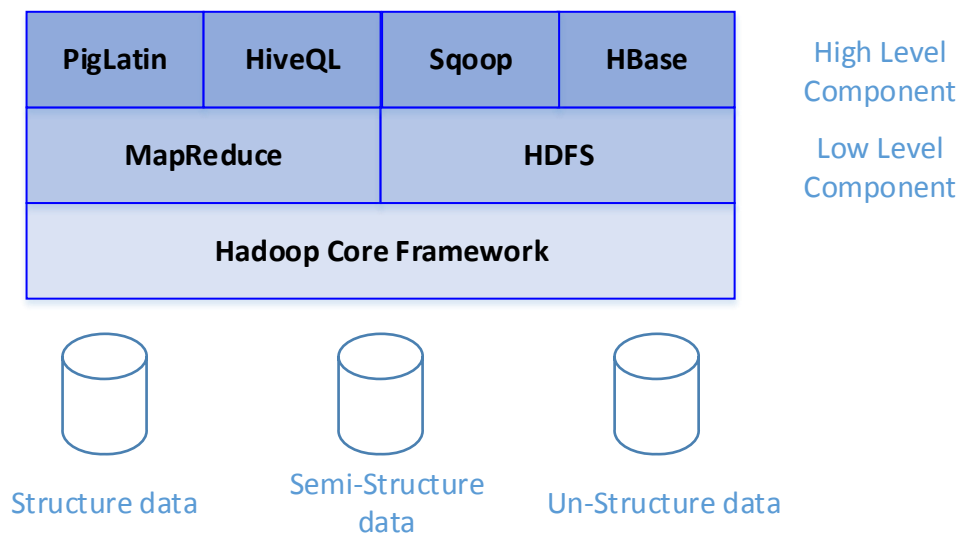 PigLatin HiveQL Sqoop HBase
High Level
Component
MapReduce HDFS
Low Level
Component
Hadoop Core Framework
Structure data
Semi-Structure
data
Un-Structure data